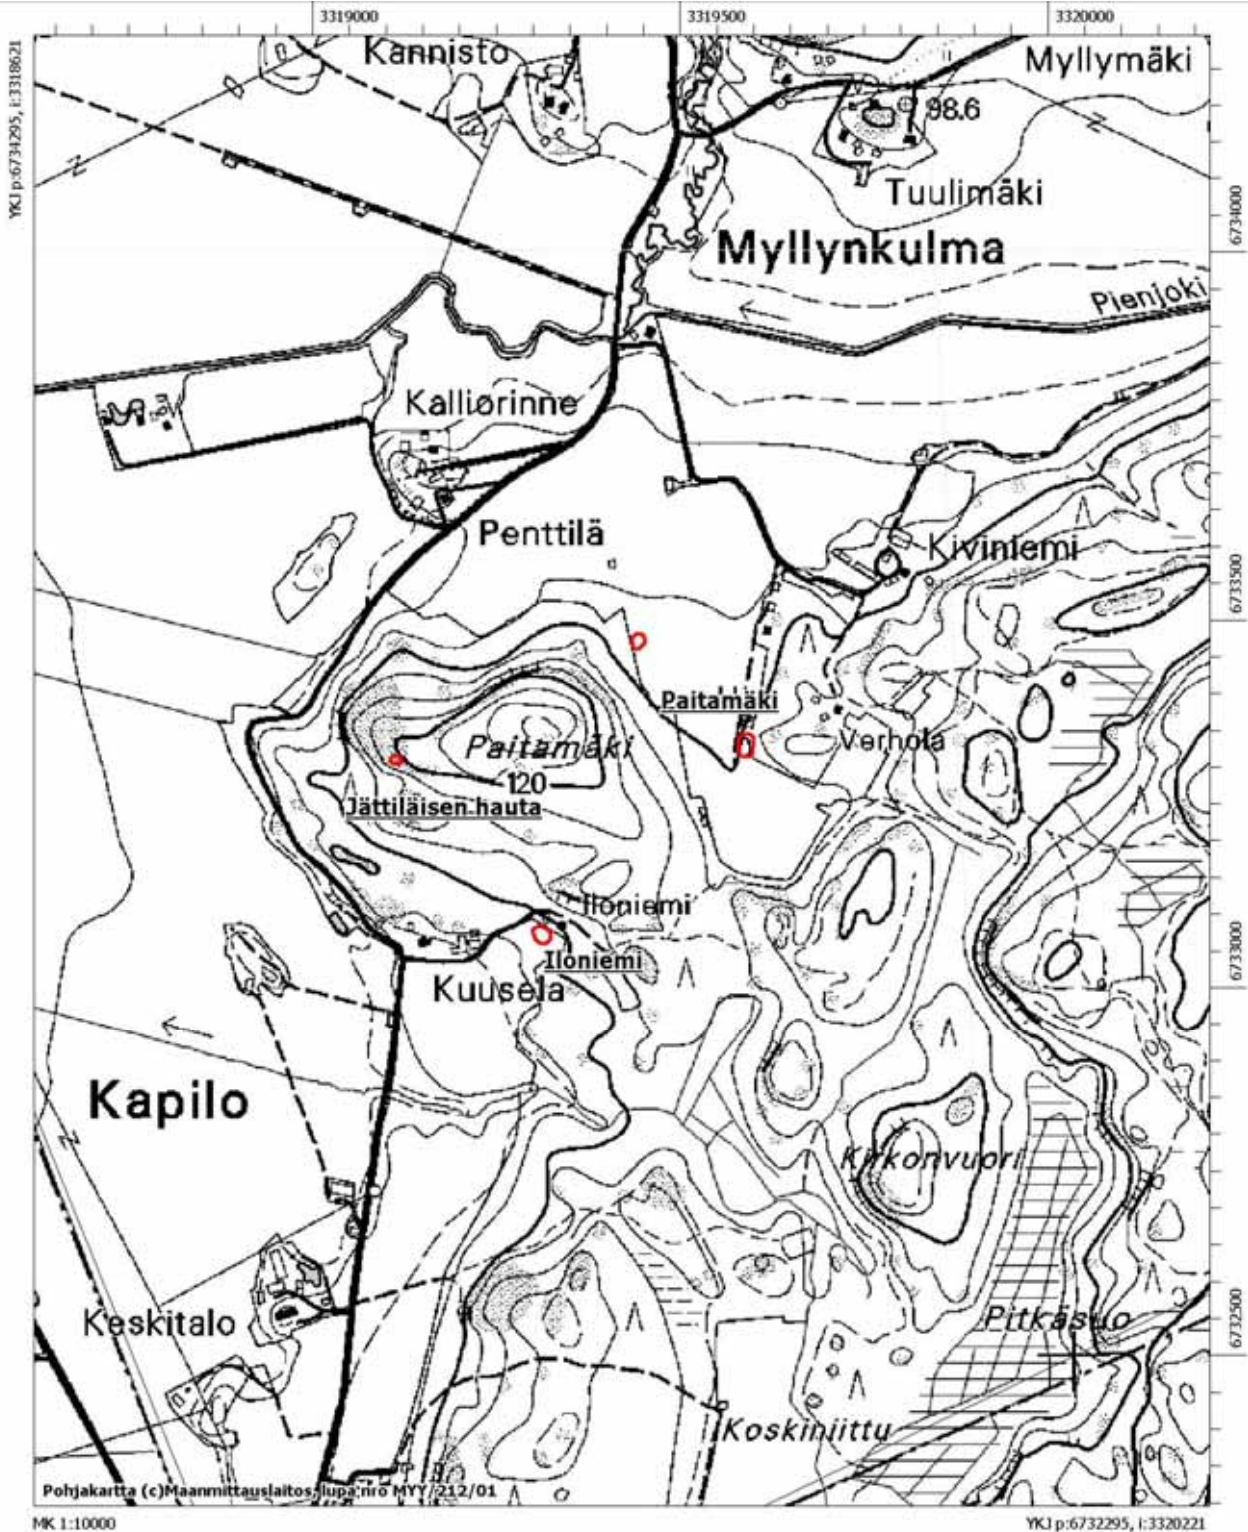 3319000
3319500
3320000
YKJ p:6734295, i:3318621
Kannisto
Myllymäki
98.6
Tuulimäki
6734000
Myllynkulma
Pienjoki
Kalliorinne
Penttilä
Kiviniemi
6733500
Paitamäki
Verhola
Paitamäki
120
Jättiläisen hauta
Iloniemi
Iloniemi
6733000
Kuusela
Kapilo
Kirkonvuori
Keskitalo
Pitkäsuo
6732500
Koskiniittu
Pohjakartta (c)Maanmittauslaitos, lupa nro MYY/212/01
MK 1:10000
YKJ p:6732295, i:3320221